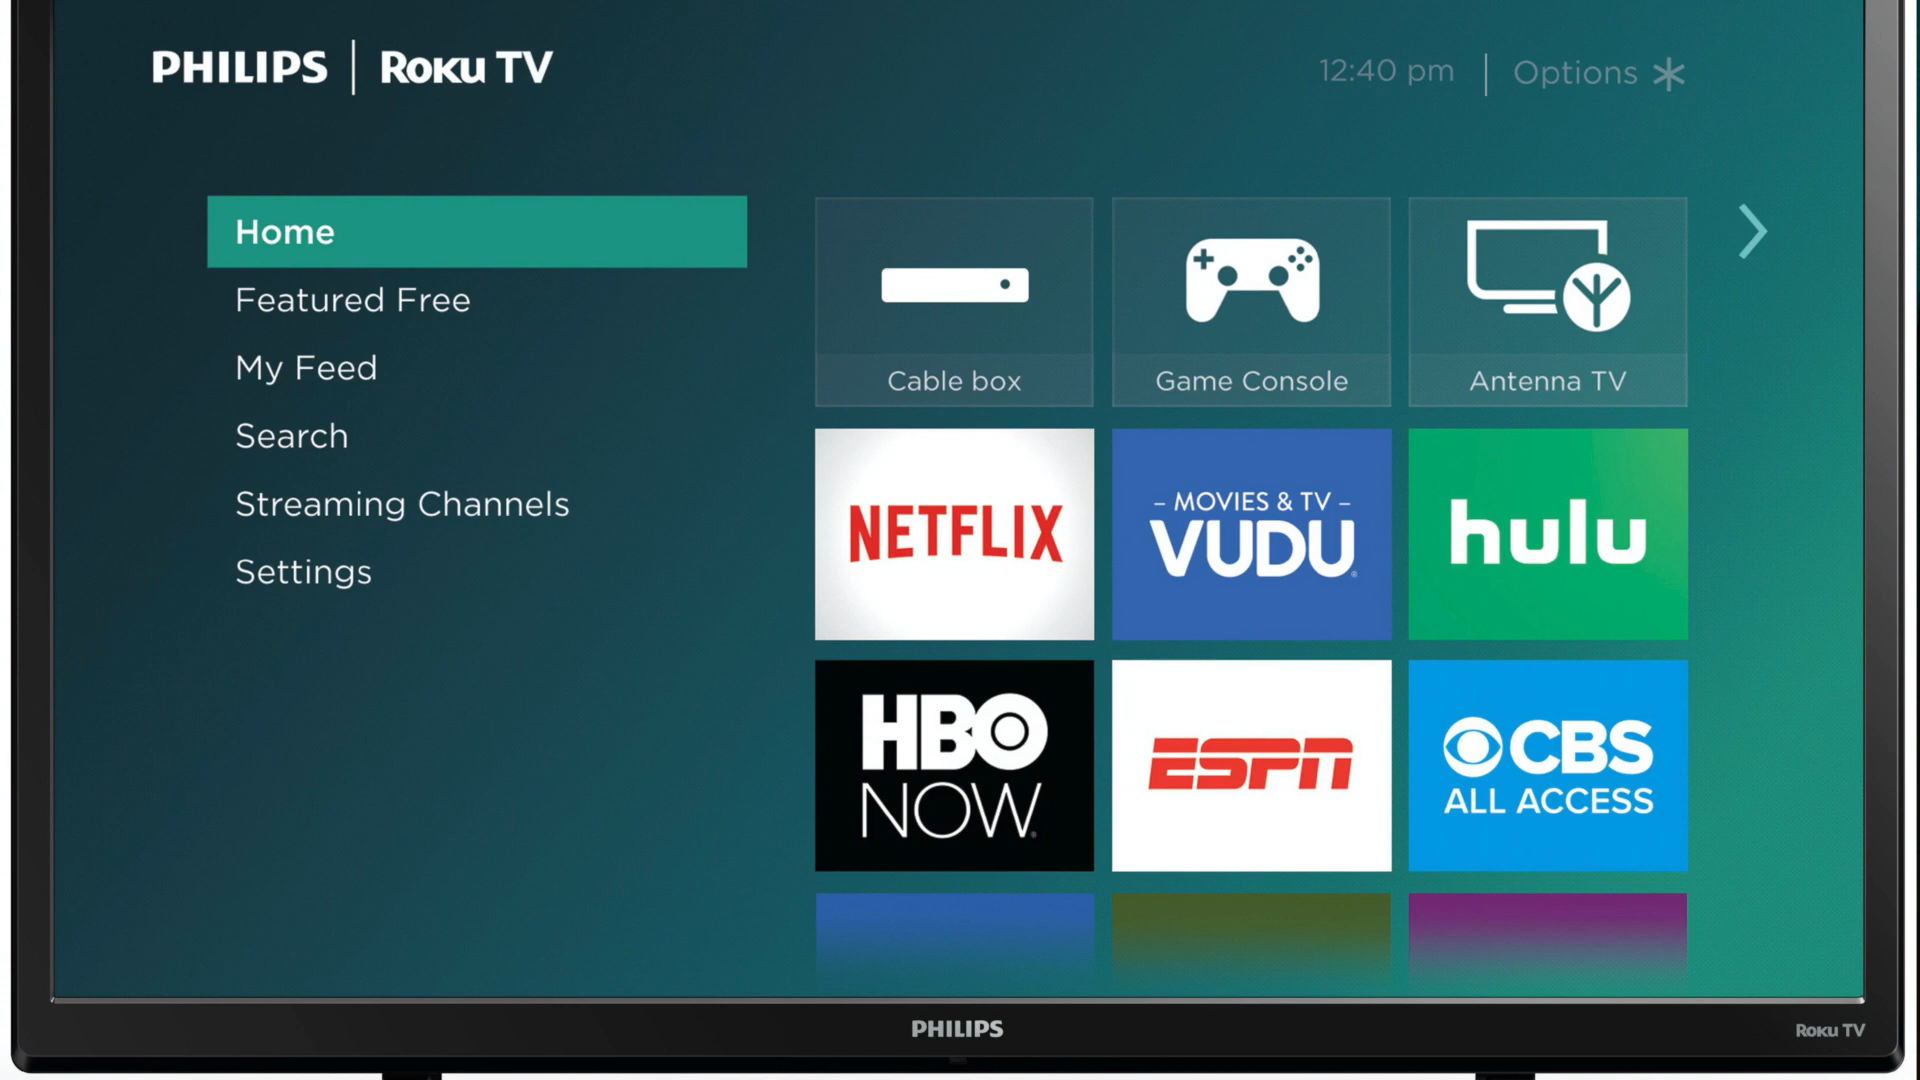 PHILIPS | Roku TV
12:40 pm | Options
Home
Featured Free
My Feed
Search
Streaming Channels
Settings
Cable box
Game Console
Antenna TV
NETFLIX
– MOVIES & TV –
VUDU
hulu
HBO
NOW
ESPN
CBS
ALL ACCESS
PHILIPS
Roku TV